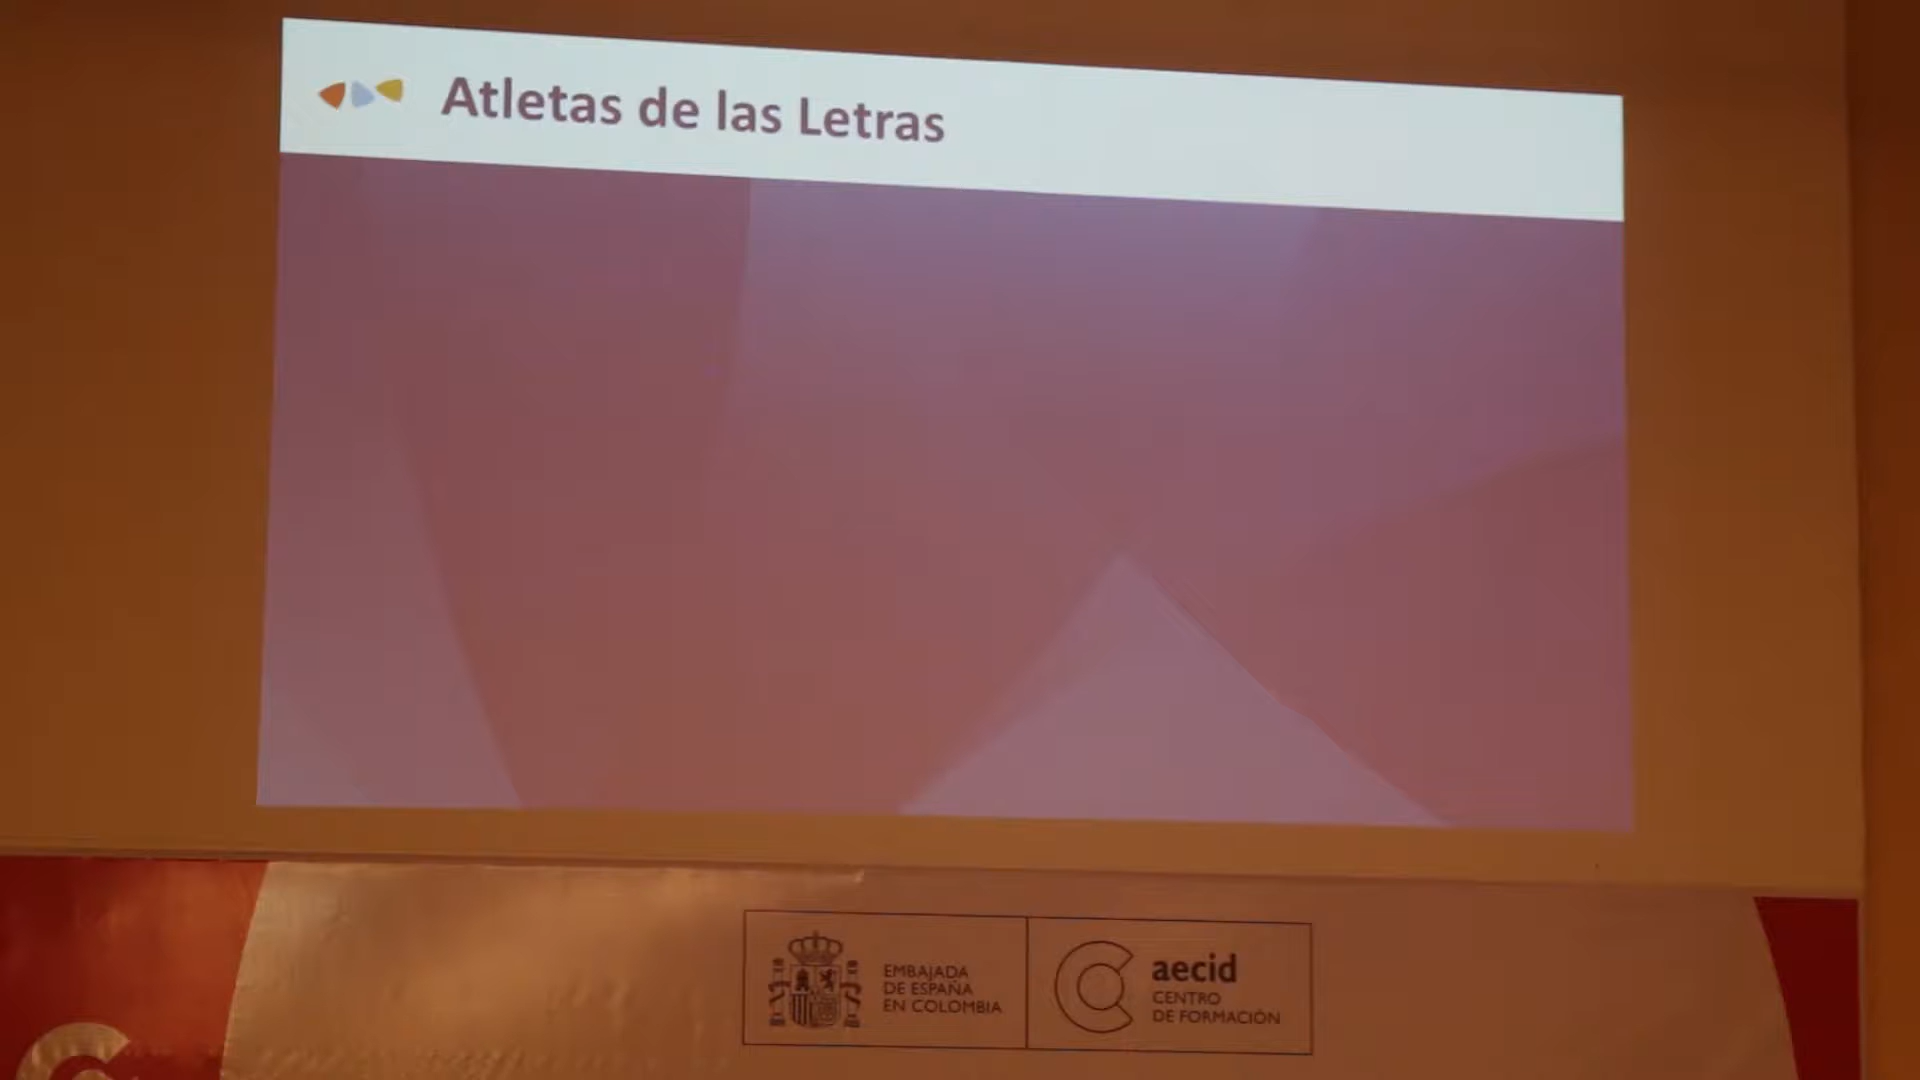 Atletas de las Letras
EMBAJADA
DE ESPAÑA
EN COLOMBIA
aecid
CENTRO
DE FORMACIÓN